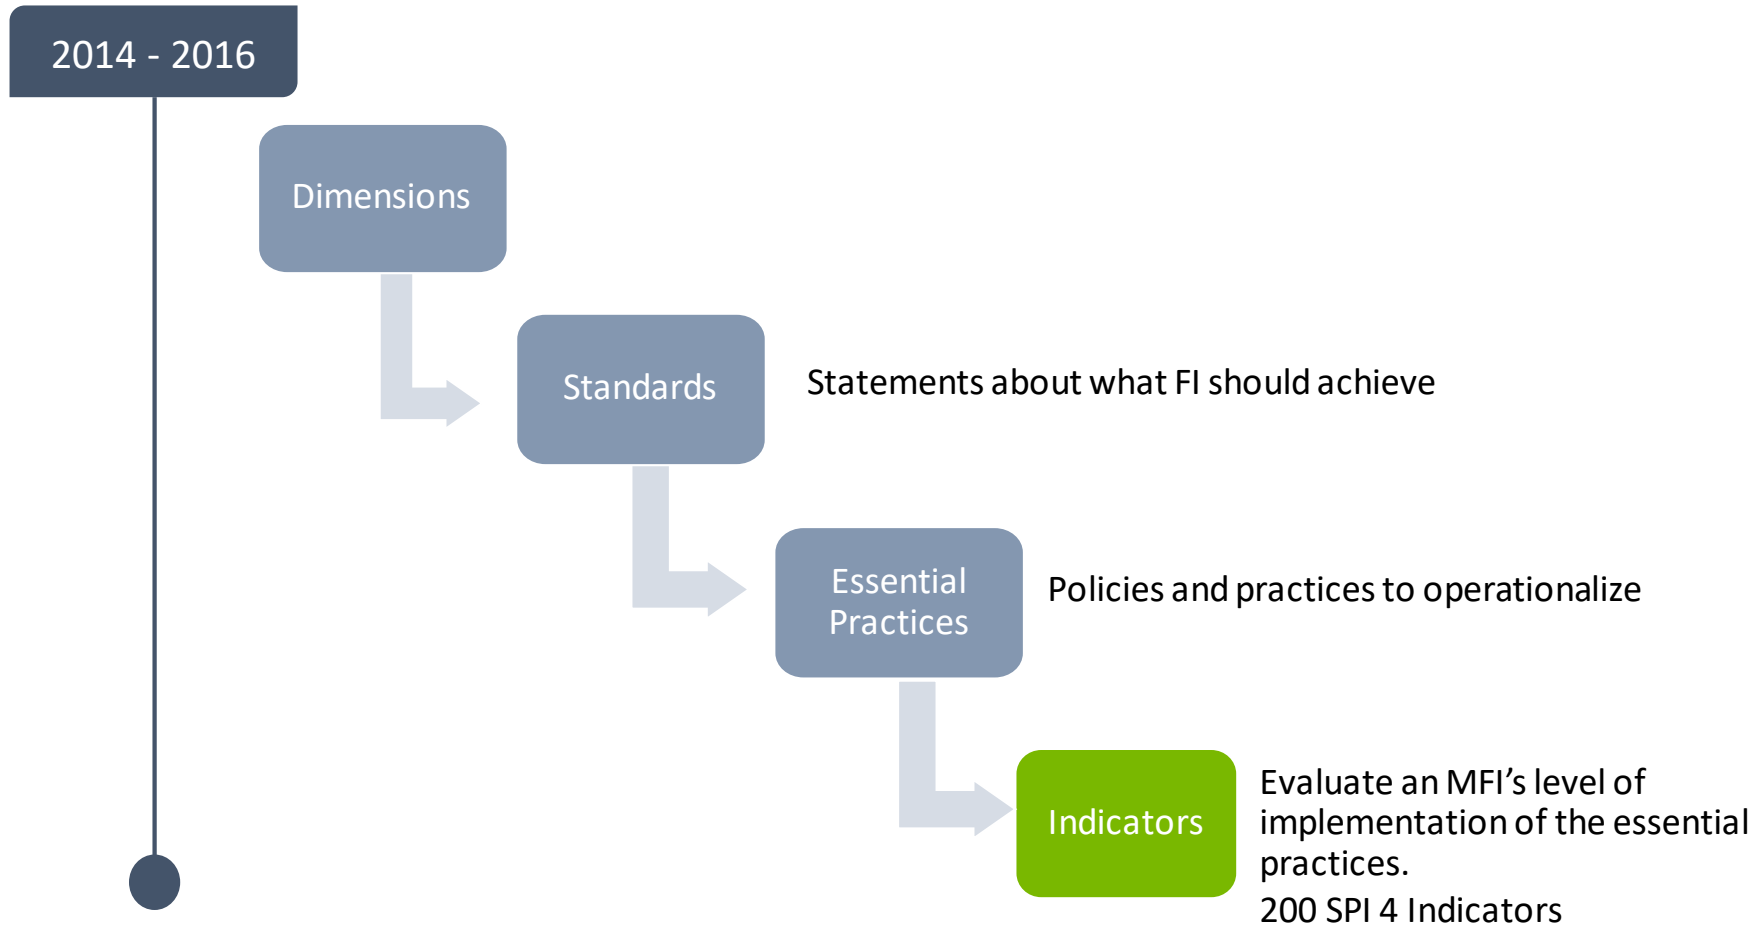 2014 - 2016
Dimensions
Standards
Statements about what FI should achieve
Essential
Practices
Policies and practices to operationalize
Indicators
Evaluate an MFI’s level of
implementation of the essential
practices.
200 SPI 4 Indicators